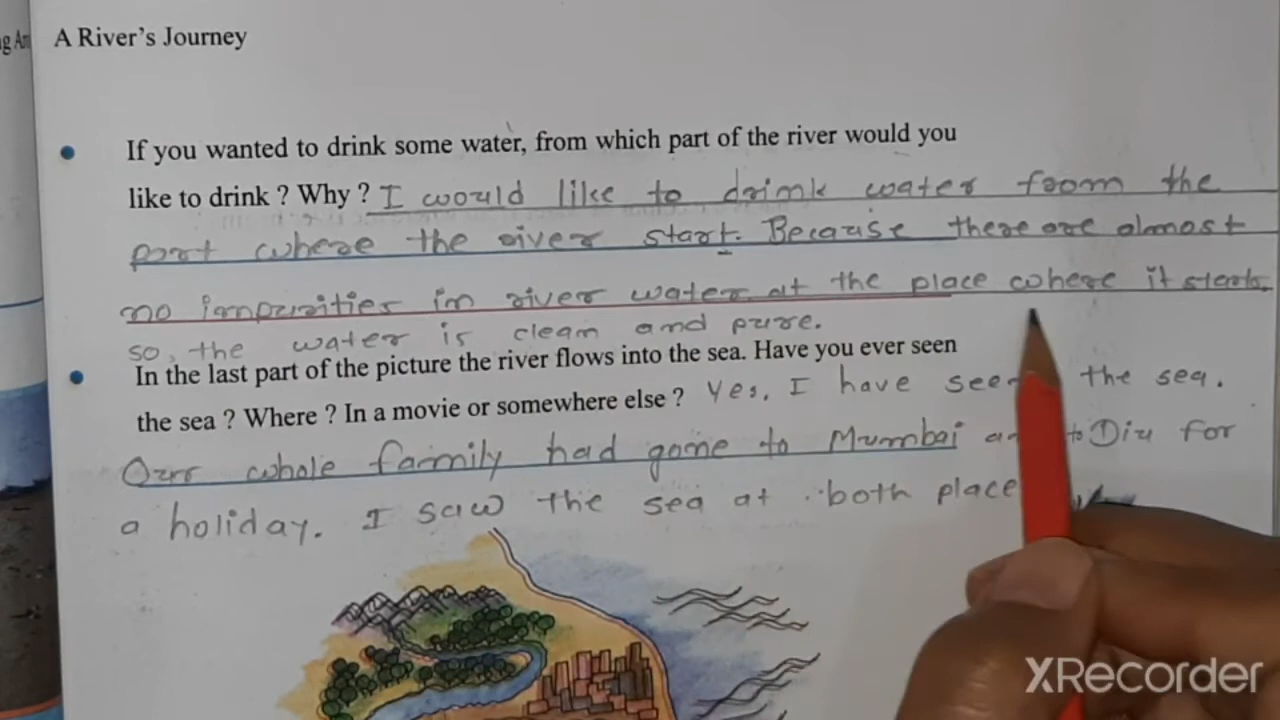 g An
A River's Journey
If you wanted to drink some water, from which part of the river would you
like to drink ? Why ? I would like to drink water from the
part where the river start. Because there are almost
no impurities in river water at the place where it starts.
so, the water is clean and pure.
In the last part of the picture the river flows into the sea. Have you ever seen
the sea ? Where ? In a movie or somewhere else ? Yes, I have seen the sea.
Our whole family had gone to Mumbai to Diu for
a holiday. I saw the sea at both place
XRecorder